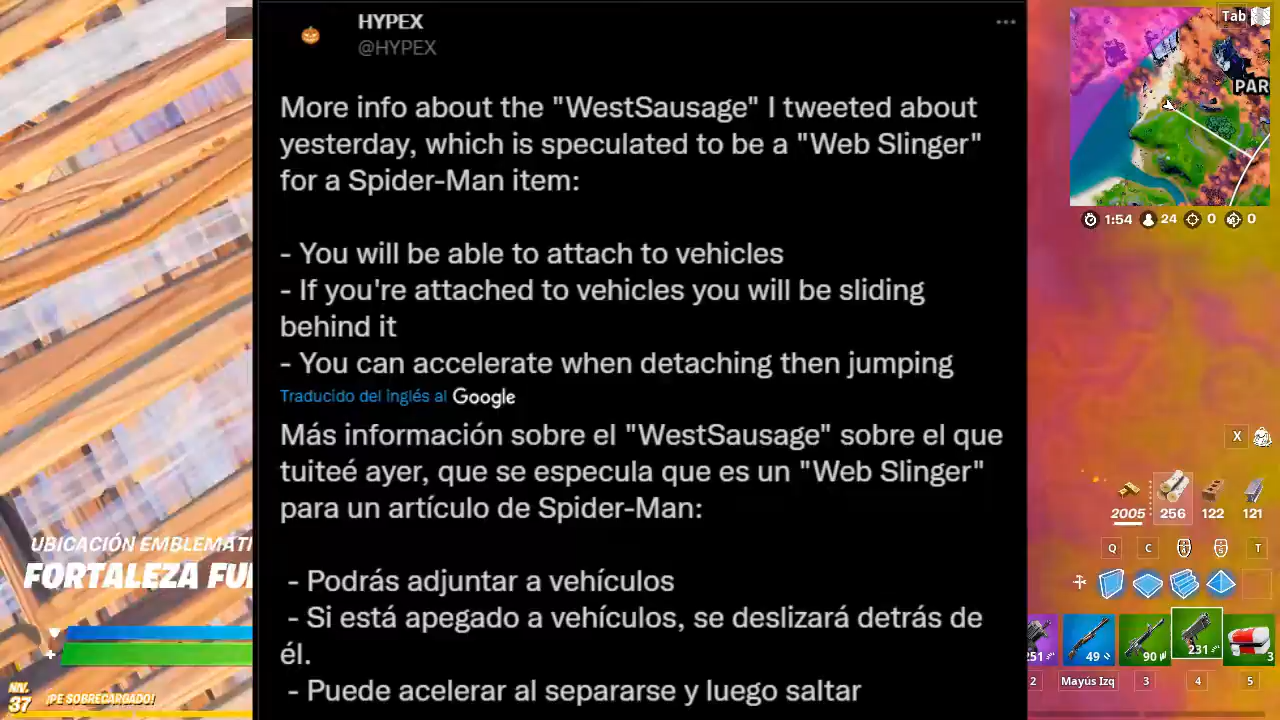 HYPEX
@HYPEX
More info about the "WestSausage" I tweeted about
yesterday, which is speculated to be a "Web Slinger"
for a Spider-Man item:
- You will be able to attach to vehicles
- If you're attached to vehicles you will be sliding
behind it
- You can accelerate when detaching then jumping
Traducido del inglés al Google
Más información sobre el "WestSausage" sobre el que
tuiteé ayer, que se especula que es un "Web Slinger"
para un artículo de Spider-Man:
- Podrás adjuntar a vehículos
- Si está apegado a vehículos, se deslizará detrás de
él.
- Puede acelerar al separarse y luego saltar
UBICACIÓN EMBLEMÁTI
FORTALEZA FU
NIV.
37
¡PE SOBRECARGADO!
Tab
PAR
1:54 24 0 0
X
2005 256 122 121
Q C T
251 49 90 231 3
2 Mayús Izq 3 4 5